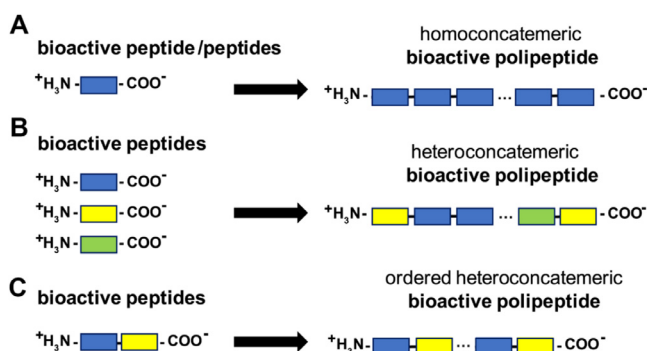 A
bioactive peptide/peptides
⁺H₃N - - COO⁻
homoconcatemeric
bioactive polipeptide
⁺H₃N - ... - COO⁻
B
bioactive peptides
⁺H₃N - - COO⁻
⁺H₃N - - COO⁻
⁺H₃N - - COO⁻
heteroconcatemeric
bioactive polipeptide
⁺H₃N - ... - COO⁻
C
bioactive peptides
⁺H₃N - - COO⁻
ordered heteroconcatemeric
bioactive polipeptide
⁺H₃N - ... - COO⁻